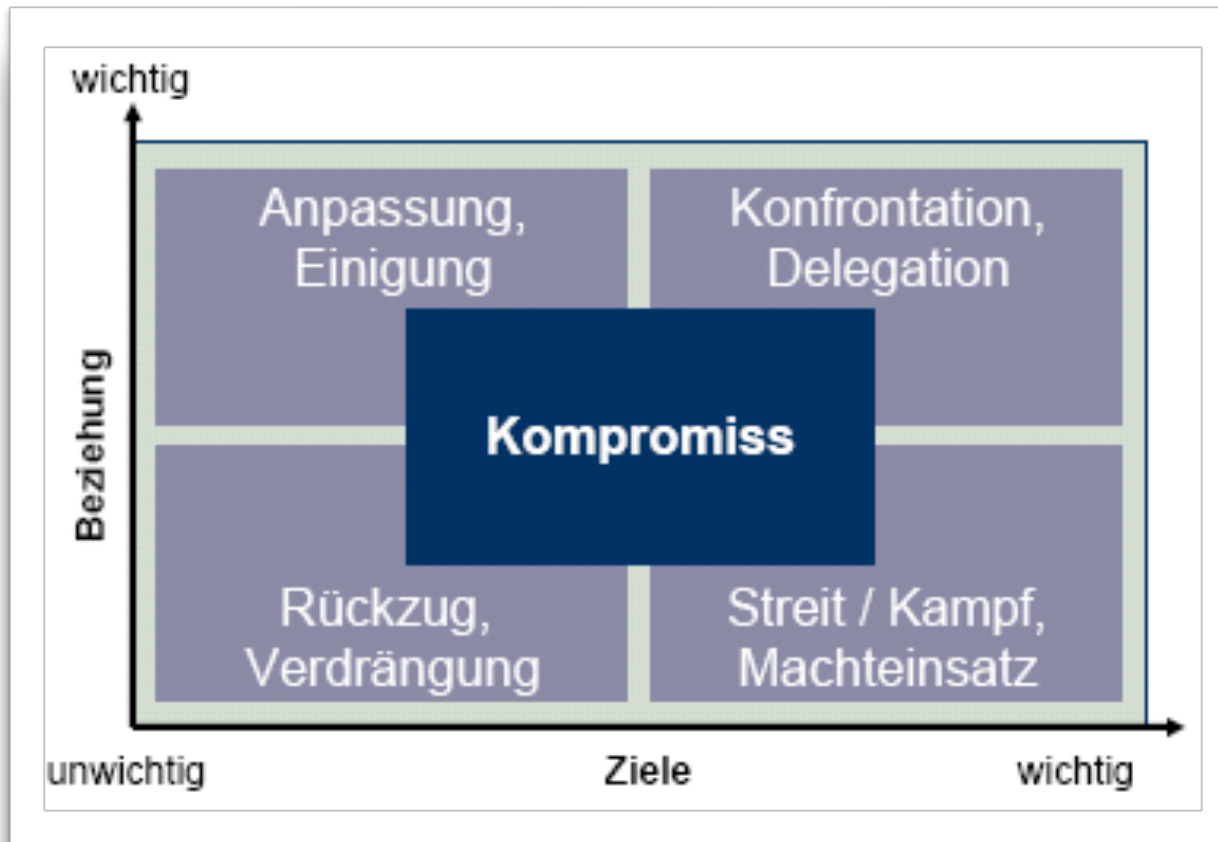 wichtig
Anpassung,
Einigung
Konfrontation,
Delegation
Beziehung
Kompromiss
Rückzug,
Verdrängung
Streit / Kampf,
Machteinsatz
unwichtig
Ziele
wichtig